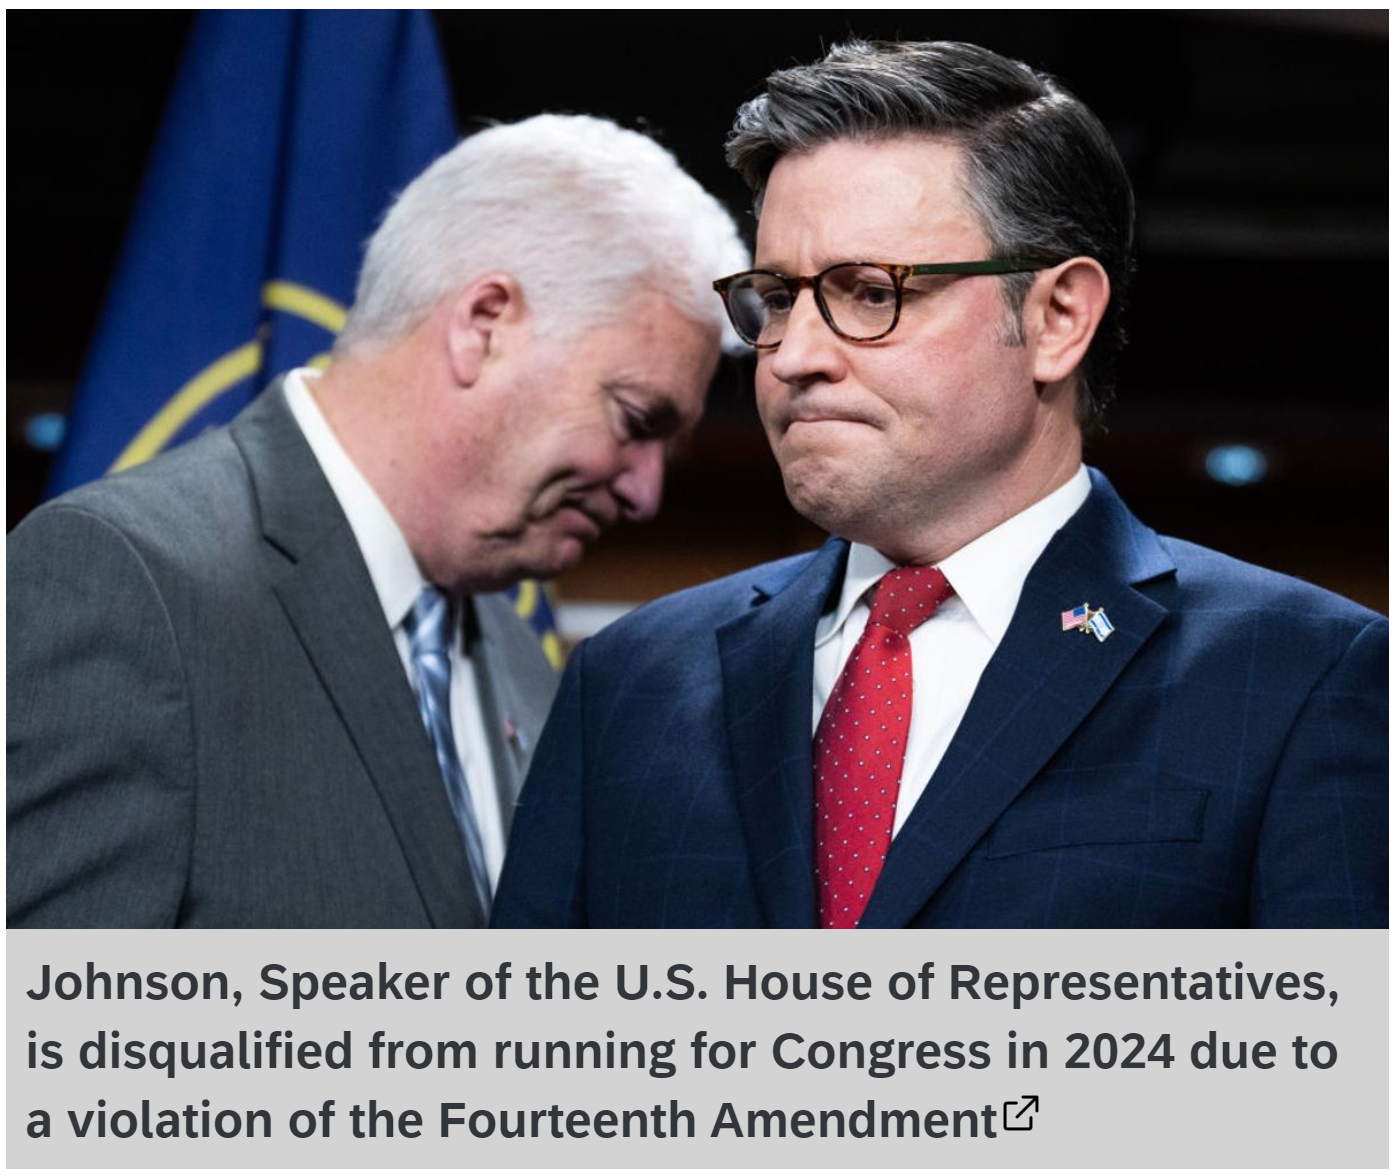 Johnson, Speaker of the U.S. House of Representatives,
is disqualified from running for Congress in 2024 due to
a violation of the Fourteenth Amendment